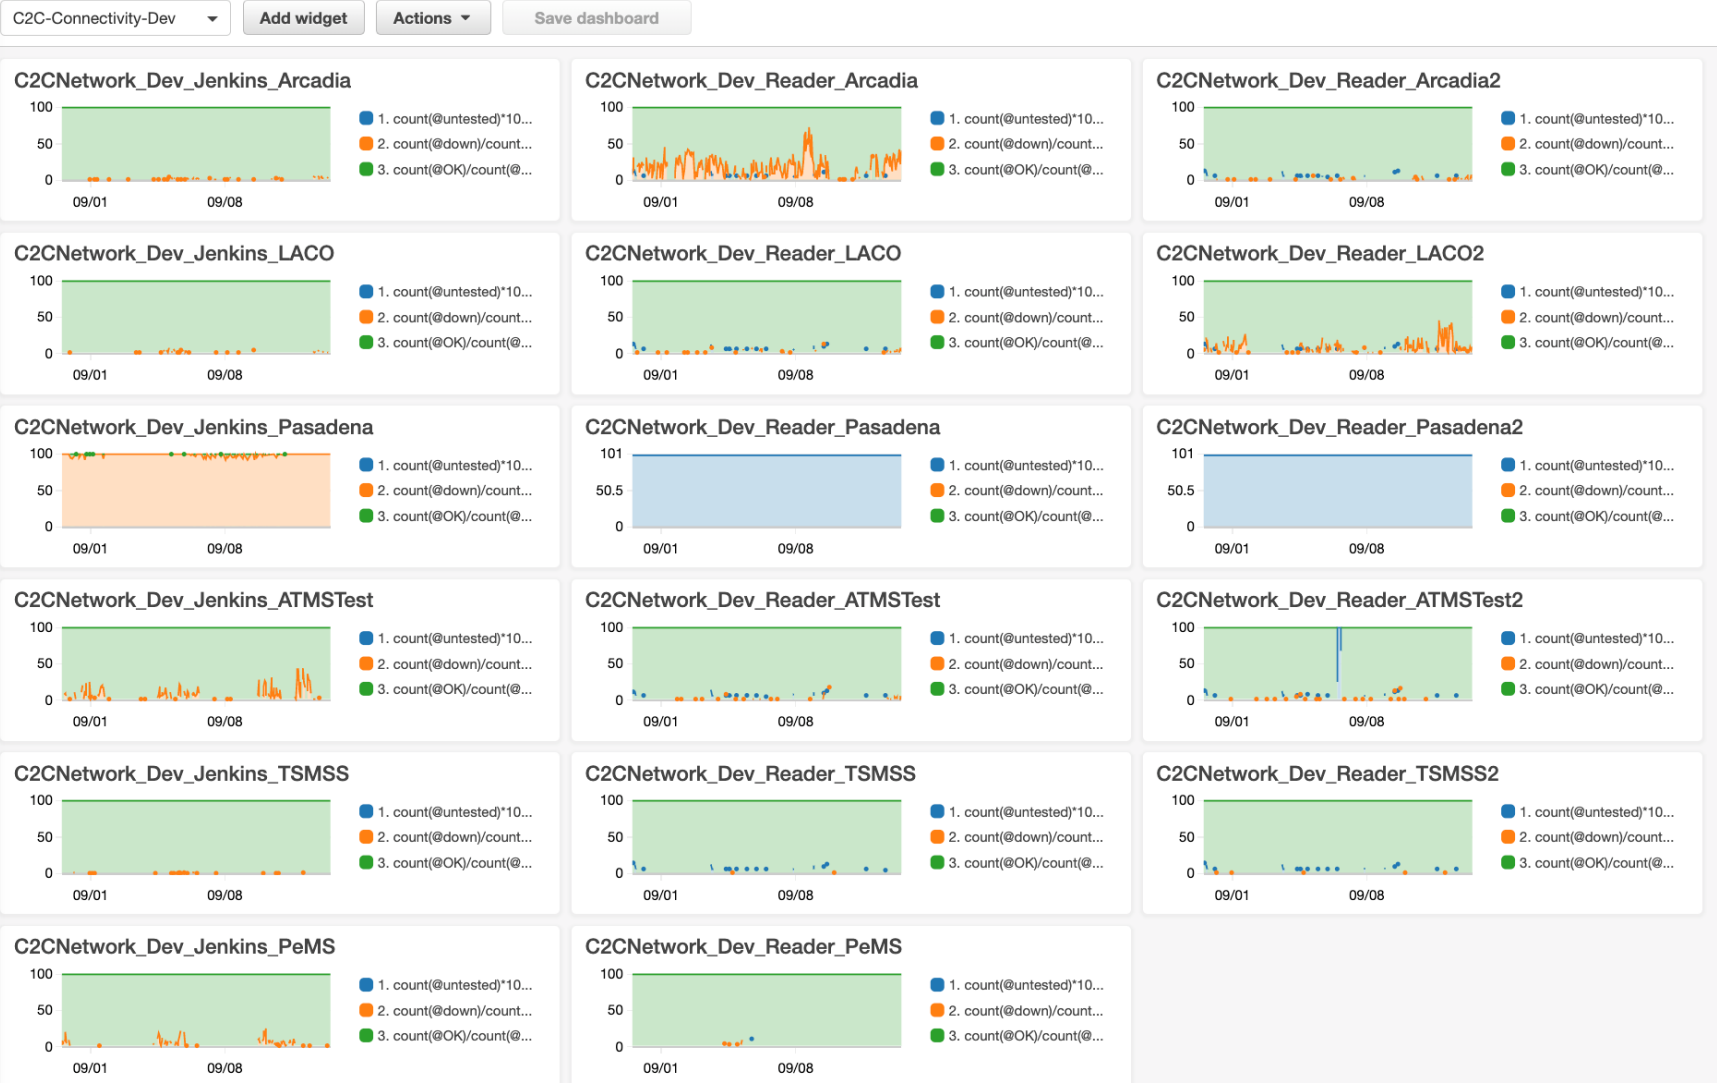 C2C-Connectivity-Dev Add widget Actions Save dashboard
C2CNetwork_Dev_Jenkins_Arcadia
100
50
0
09/01 09/08
1. count(@untested)*10...
2. count(@down)/count...
3. count(@OK)/count(@...
C2CNetwork_Dev_Reader_Arcadia
100
50
0
09/01 09/08
1. count(@untested)*10...
2. count(@down)/count...
3. count(@OK)/count(@...
C2CNetwork_Dev_Reader_Arcadia2
100
50
0
09/01 09/08
1. count(@untested)*10...
2. count(@down)/count...
3. count(@OK)/count(@...
C2CNetwork_Dev_Jenkins_LACO
100
50
0
09/01 09/08
1. count(@untested)*10...
2. count(@down)/count...
3. count(@OK)/count(@...
C2CNetwork_Dev_Reader_LACO
100
50
0
09/01 09/08
1. count(@untested)*10...
2. count(@down)/count...
3. count(@OK)/count(@...
C2CNetwork_Dev_Reader_LACO2
100
50
0
09/01 09/08
1. count(@untested)*10...
2. count(@down)/count...
3. count(@OK)/count(@...
C2CNetwork_Dev_Jenkins_Pasadena
100
50
0
09/01 09/08
1. count(@untested)*10...
2. count(@down)/count...
3. count(@OK)/count(@...
C2CNetwork_Dev_Reader_Pasadena
101
50.5
0
09/01 09/08
1. count(@untested)*10...
2. count(@down)/count...
3. count(@OK)/count(@...
C2CNetwork_Dev_Reader_Pasadena2
101
50.5
0
09/01 09/08
1. count(@untested)*10...
2. count(@down)/count...
3. count(@OK)/count(@...
C2CNetwork_Dev_Jenkins_ATMSTest
100
50
0
09/01 09/08
1. count(@untested)*10...
2. count(@down)/count...
3. count(@OK)/count(@...
C2CNetwork_Dev_Reader_ATMSTest
100
50
0
09/01 09/08
1. count(@untested)*10...
2. count(@down)/count...
3. count(@OK)/count(@...
C2CNetwork_Dev_Reader_ATMSTest2
100
50
0
09/01 09/08
1. count(@untested)*10...
2. count(@down)/count...
3. count(@OK)/count(@...
C2CNetwork_Dev_Jenkins_TSMSS
100
50
0
09/01 09/08
1. count(@untested)*10...
2. count(@down)/count...
3. count(@OK)/count(@...
C2CNetwork_Dev_Reader_TSMSS
100
50
0
09/01 09/08
1. count(@untested)*10...
2. count(@down)/count...
3. count(@OK)/count(@...
C2CNetwork_Dev_Reader_TSMSS2
100
50
0
09/01 09/08
1. count(@untested)*10...
2. count(@down)/count...
3. count(@OK)/count(@...
C2CNetwork_Dev_Jenkins_PeMS
100
50
0
09/01 09/08
1. count(@untested)*10...
2. count(@down)/count...
3. count(@OK)/count(@...
C2CNetwork_Dev_Reader_PeMS
100
50
0
09/01 09/08
1. count(@untested)*10...
2. count(@down)/count...
3. count(@OK)/count(@...